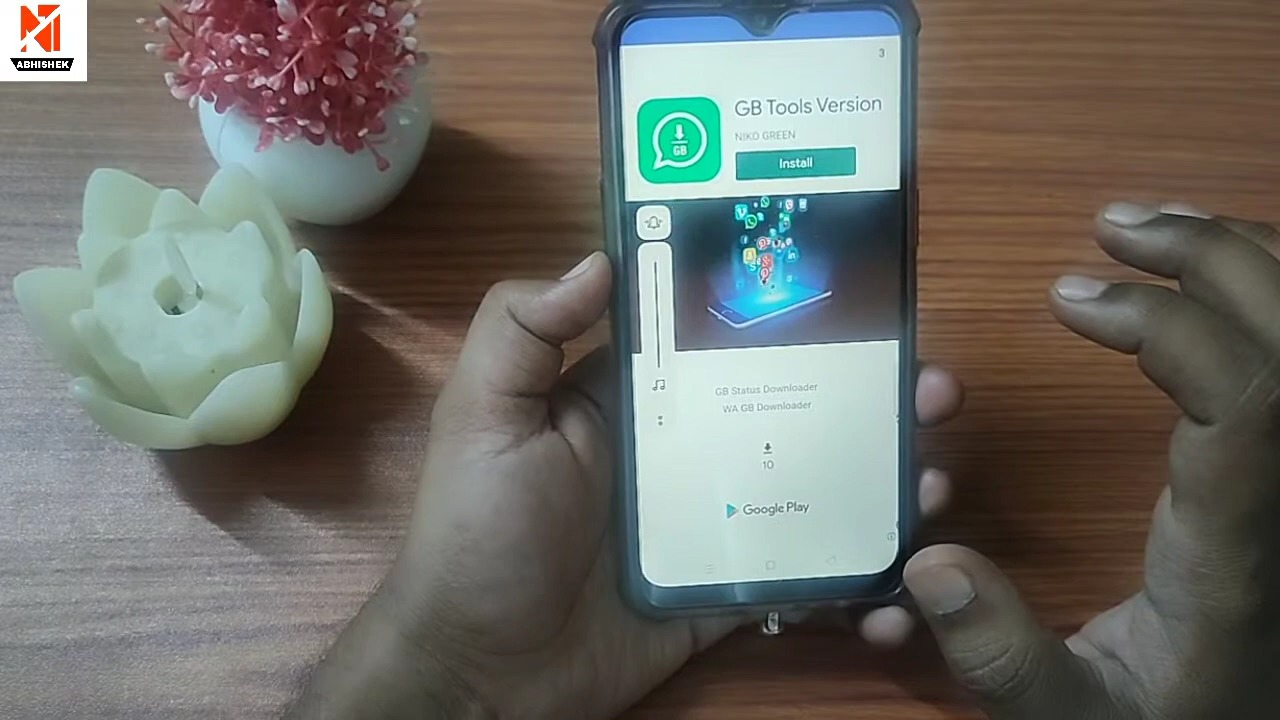 ABHISHEK
3
GB Tools Version
NIKO GREEN
Install
GB
GB Status Downloader
WA GB Downloader
10
Google Play